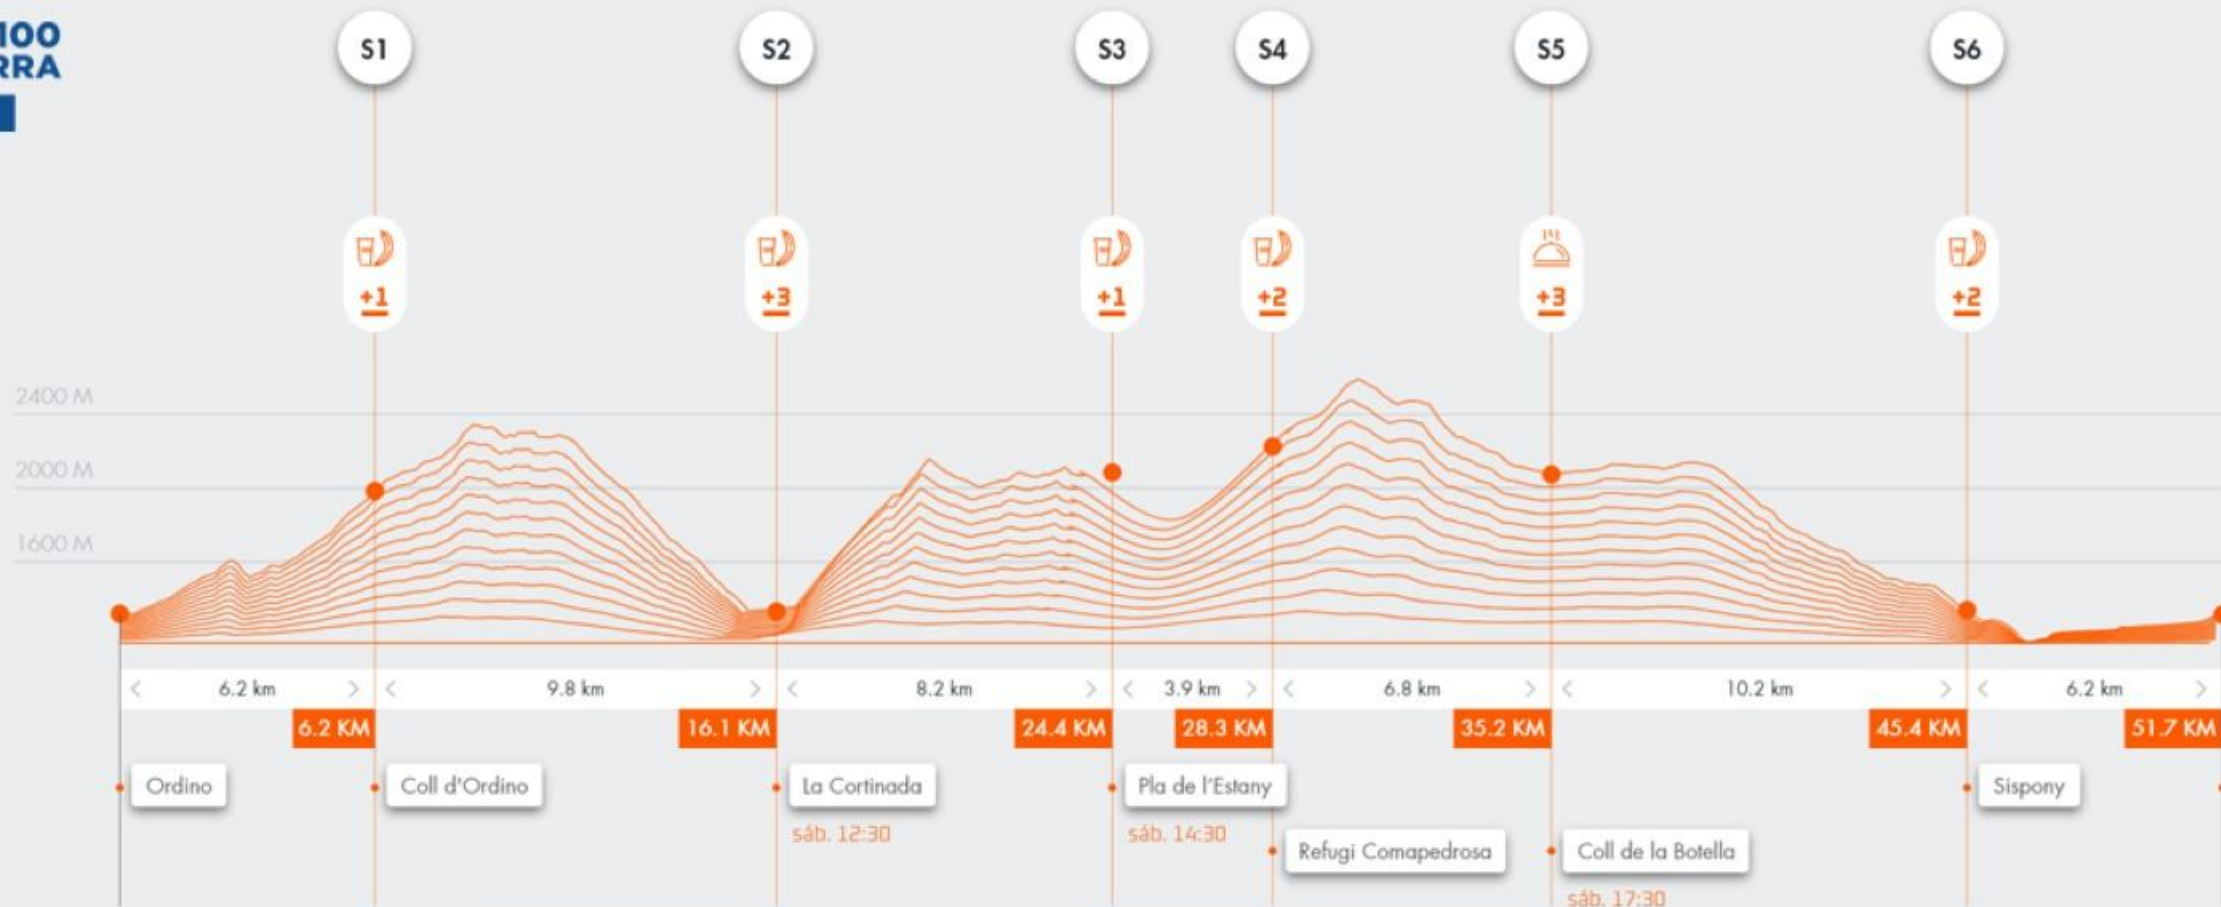 100
RRA
S1
S2
S3
S4
S5
S6
+1
+3
+1
+2
+3
+2
2400 M
2000 M
1600 M
6.2 km
9.8 km
8.2 km
3.9 km
6.8 km
10.2 km
6.2 km
6.2 KM
16.1 KM
24.4 KM
28.3 KM
35.2 KM
45.4 KM
51.7 KM
Ordino
Coll d'Ordino
La Cortinada
Pla de l'Estany
Sispony
sáb. 12:30
sáb. 14:30
Refugi Comapedrosa
Coll de la Botella
sáb. 17:30